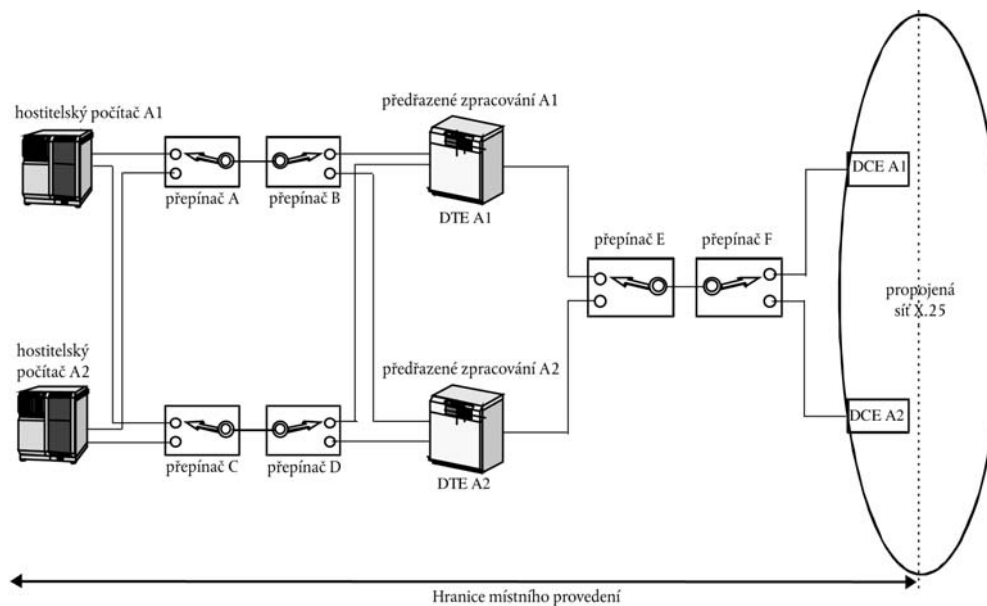 hostitelský počítač A1
předřazené zpracování A1
přepínač A
přepínač B
DTE A1
DCE A1
přepínač E
přepínač F
propojená
síť X.25
hostitelský
počítač A2
předřazené zpracování A2
DCE A2
přepínač C
přepínač D
DTE A2
Hranice místního provedení